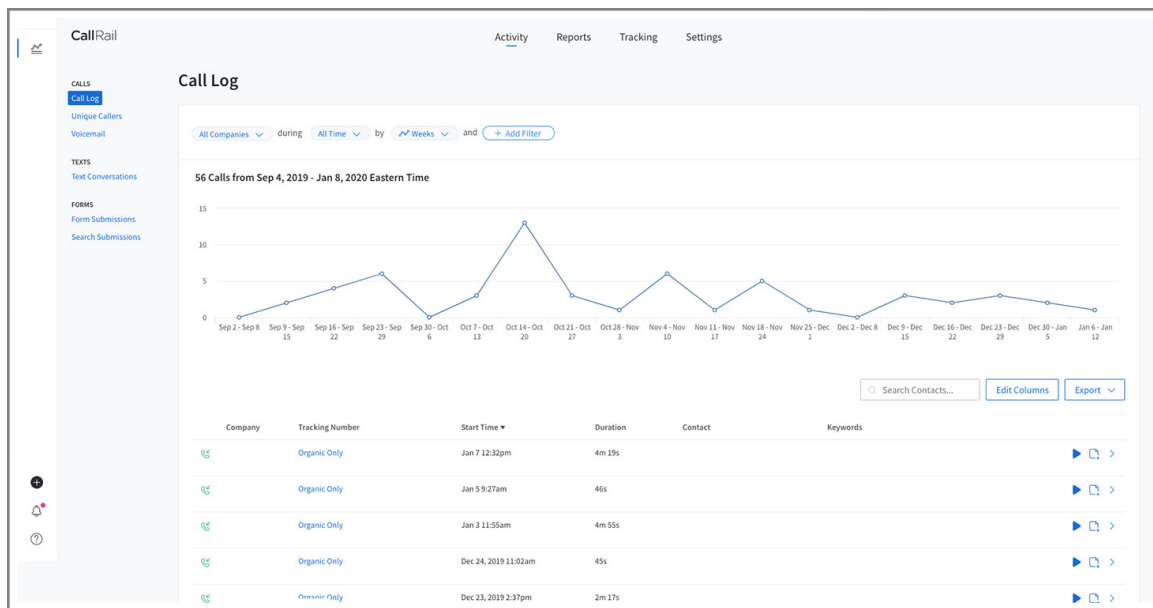 CallRail
Activity Reports Tracking Settings
CALLS
Call Log
Unique Callers
Voicemail
TEXTS
Text Conversations
FORMS
Form Submissions
Search Submissions
Call Log
All Companies during All Time by Weeks and + Add Filter
56 Calls from Sep 4, 2019 - Jan 8, 2020 Eastern Time
15
10
5
0
Sep 2 - Sep 8 Sep 9 - Sep 15 Sep 16 - Sep 22 Sep 23 - Sep 29 Sep 30 - Oct 6 Oct 7 - Oct 13 Oct 14 - Oct 20 Oct 21 - Oct 27 Oct 28 - Nov 3 Nov 4 - Nov 10 Nov 11 - Nov 17 Nov 18 - Nov 24 Nov 25 - Dec 1 Dec 2 - Dec 8 Dec 9 - Dec 15 Dec 16 - Dec 22 Dec 23 - Dec 29 Dec 30 - Jan 5 Jan 6 - Jan 12
Search Contacts... Edit Columns Export
Company Tracking Number Start Time ▼ Duration Contact Keywords
Organic Only Jan 7 12:32pm 4m 19s
Organic Only Jan 5 9:27am 46s
Organic Only Jan 3 11:55am 4m 55s
Organic Only Dec 24, 2019 11:02am 45s
Organic Only Dec 23, 2019 2:37pm 2m 17s